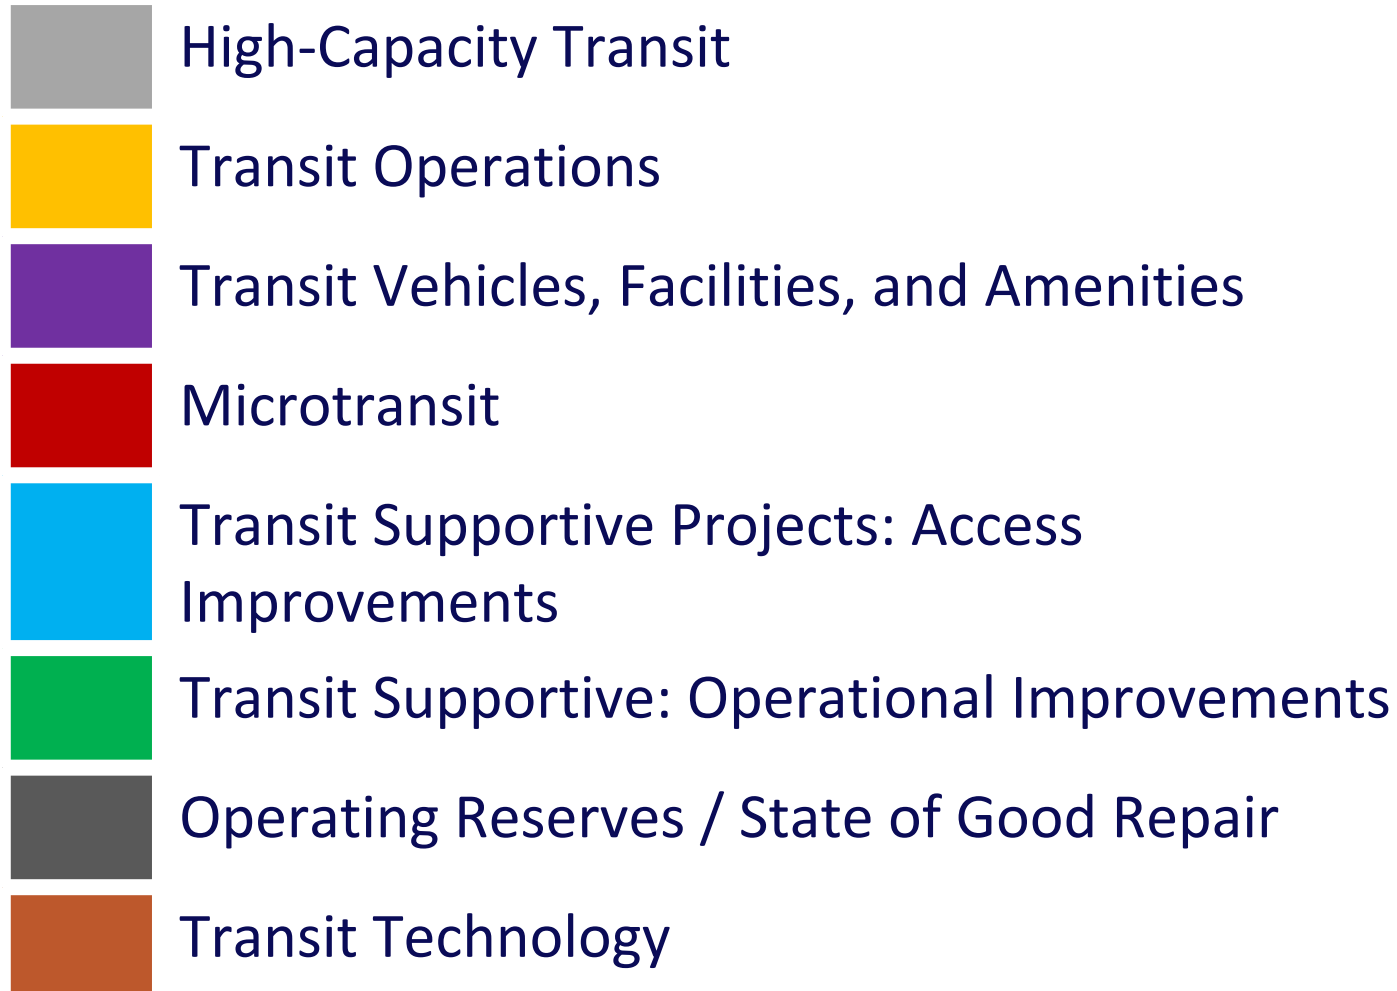 High-Capacity Transit
Transit Operations
Transit Vehicles, Facilities, and Amenities
Microtransit
Transit Supportive Projects: Access
Improvements
Transit Supportive: Operational Improvements
Operating Reserves / State of Good Repair
Transit Technology